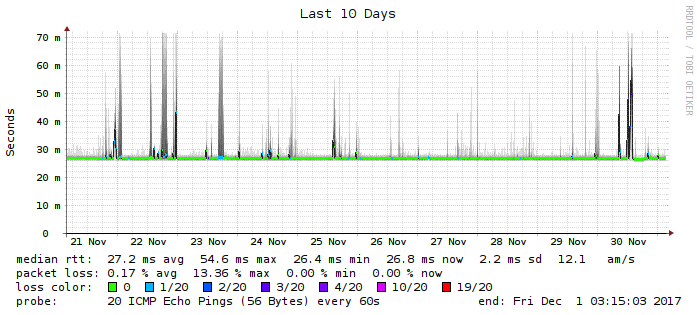 Last 10 Days
RRDTOOL / TOBI OETIKER
Seconds
70 m
60 m
50 m
40 m
30 m
20 m
10 m
0
21 Nov 22 Nov 23 Nov 24 Nov 25 Nov 26 Nov 27 Nov 28 Nov 29 Nov 30 Nov
median rtt: 27.2 ms avg 54.6 ms max 26.4 ms min 26.8 ms now 2.2 ms sd 12.1 am/s
packet loss: 0.17 % avg 13.36 % max 0.00 % min 0.00 % now
loss color: 0 1/20 2/20 3/20 4/20 10/20 19/20
probe: 20 ICMP Echo Pings (56 Bytes) every 60s end: Fri Dec 1 03:15:03 2017